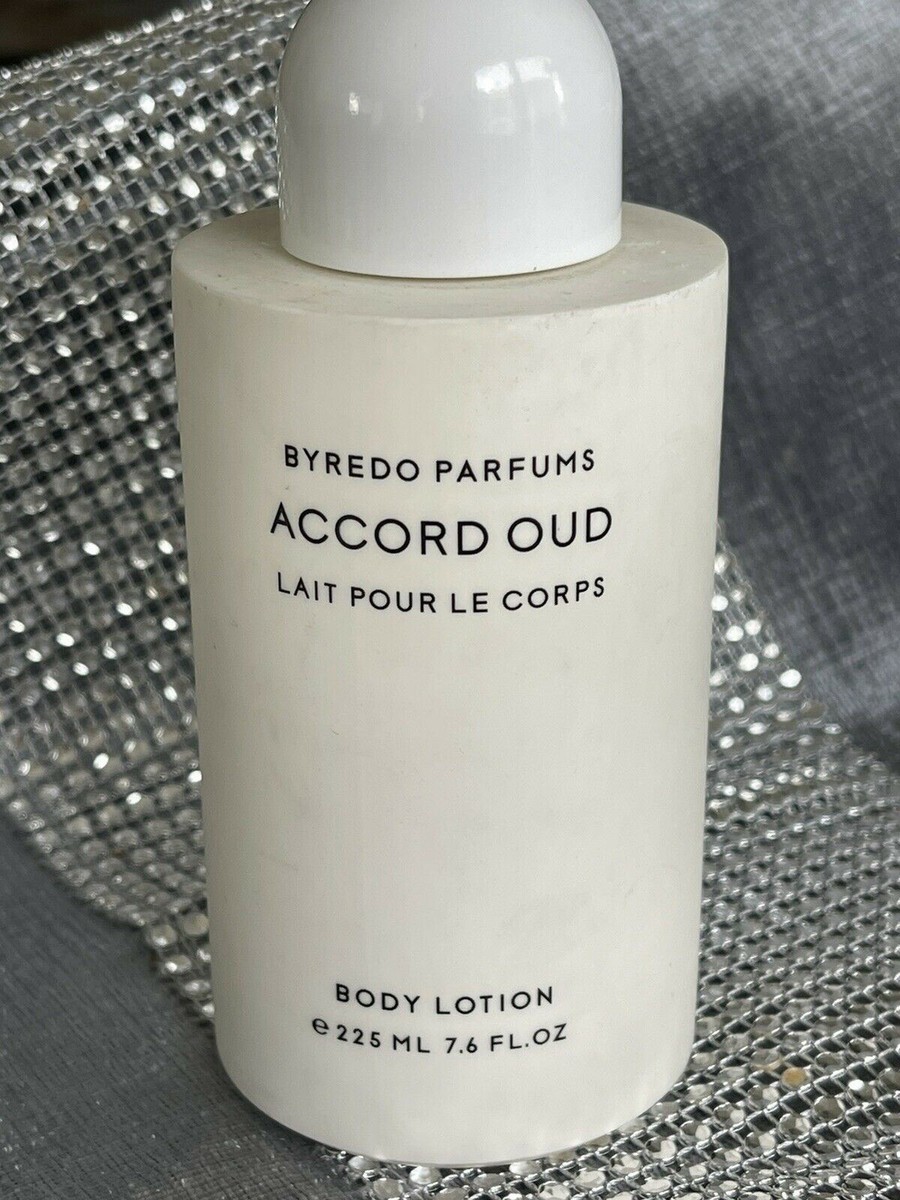 BYREDO PARFUMS
ACCORD OUD
LAIT POUR LE CORPS
BODY LOTION
℮ 225 ML 7.6 FL.OZ